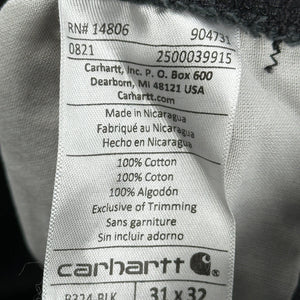 RN# 14806 904731
0821 2500039915
Carhartt, Inc. P. O. Box 600
Dearborn, MI 48121 USA
Carhartt.com
Made in Nicaragua
Fabriqué au Nicaragua
Hecho en Nicaragua
100% Cotton
100% Coton
100% Algodón
Exclusive of Trimming
Sans garniture
Sin incluir adorno
carhartt
B324 BLK 31 x 32